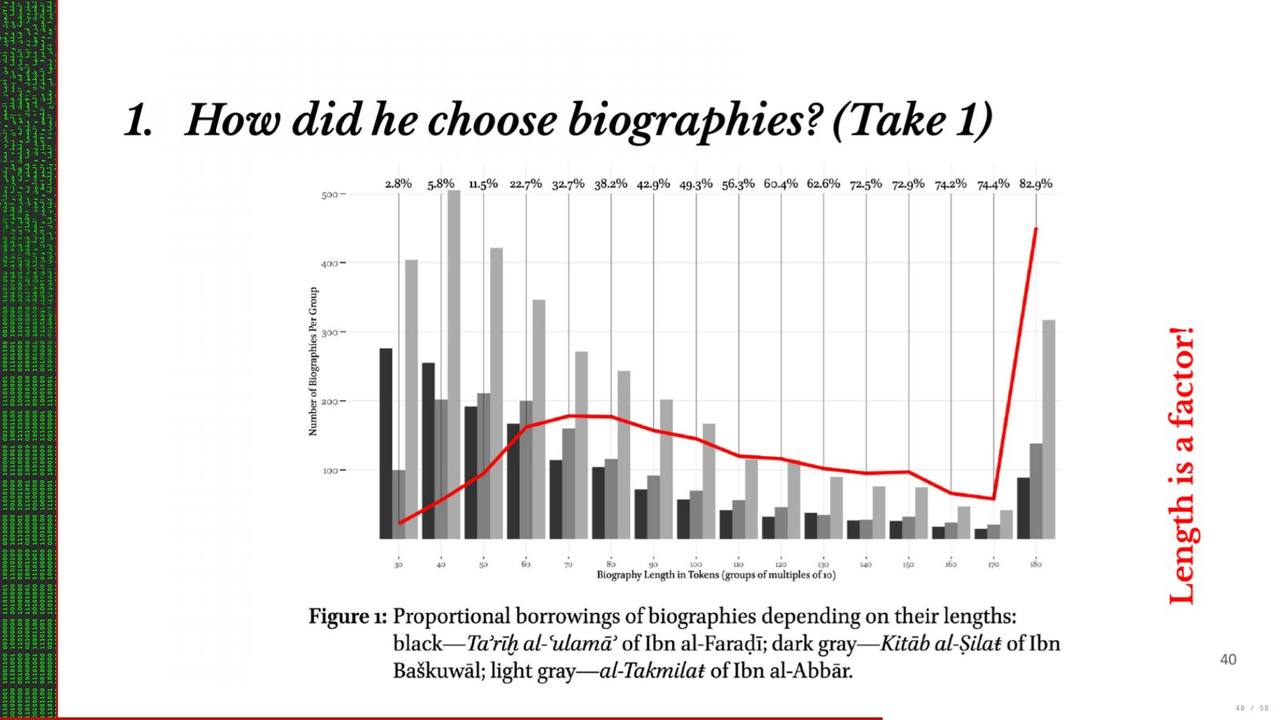 1. How did he choose biographies? (Take 1)
2.8% 5.8% 11.5% 22.7% 32.7% 38.2% 42.9% 49.3% 56.3% 60.4% 62.6% 72.5% 72.9% 74.2% 74.4% 82.9%
500
400
300
200
100
Number of Biographies Per Group
30 40 50 60 70 80 90 100 110 120 130 140 150 160 170 180
Biography Length in Tokens (groups of multiples of 10)
Figure 1: Proportional borrowings of biographies depending on their lengths:
black—Taʾrīḫ al-ʿulamāʾ of Ibn al-Faraḍī; dark gray—Kitāb al-Ṣilaŧ of Ibn
Baškuwāl; light gray—al-Takmilaŧ of Ibn al-Abbār.
Length is a factor!
40
40 / 58